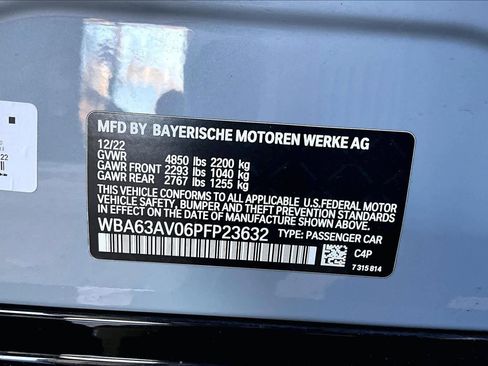 MFD BY BAYERISCHE MOTOREN WERKE AG
12/22
GVWR 4850 lbs 2200 kg
GAWR FRONT 2293 lbs 1040 kg
GAWR REAR 2767 lbs 1255 kg
THIS VEHICLE CONFORMS TO ALL APPLICABLE U.S.FEDERAL MOTOR
VEHICLE SAFETY, BUMPER AND THEFT PREVENTION STANDARDS
IN EFFECT ON THE DATE OF MANUFACTURE SHOWN ABOVE.
WBA63AV06PFP23632 TYPE: PASSENGER CAR
C4P
7 315 814
22